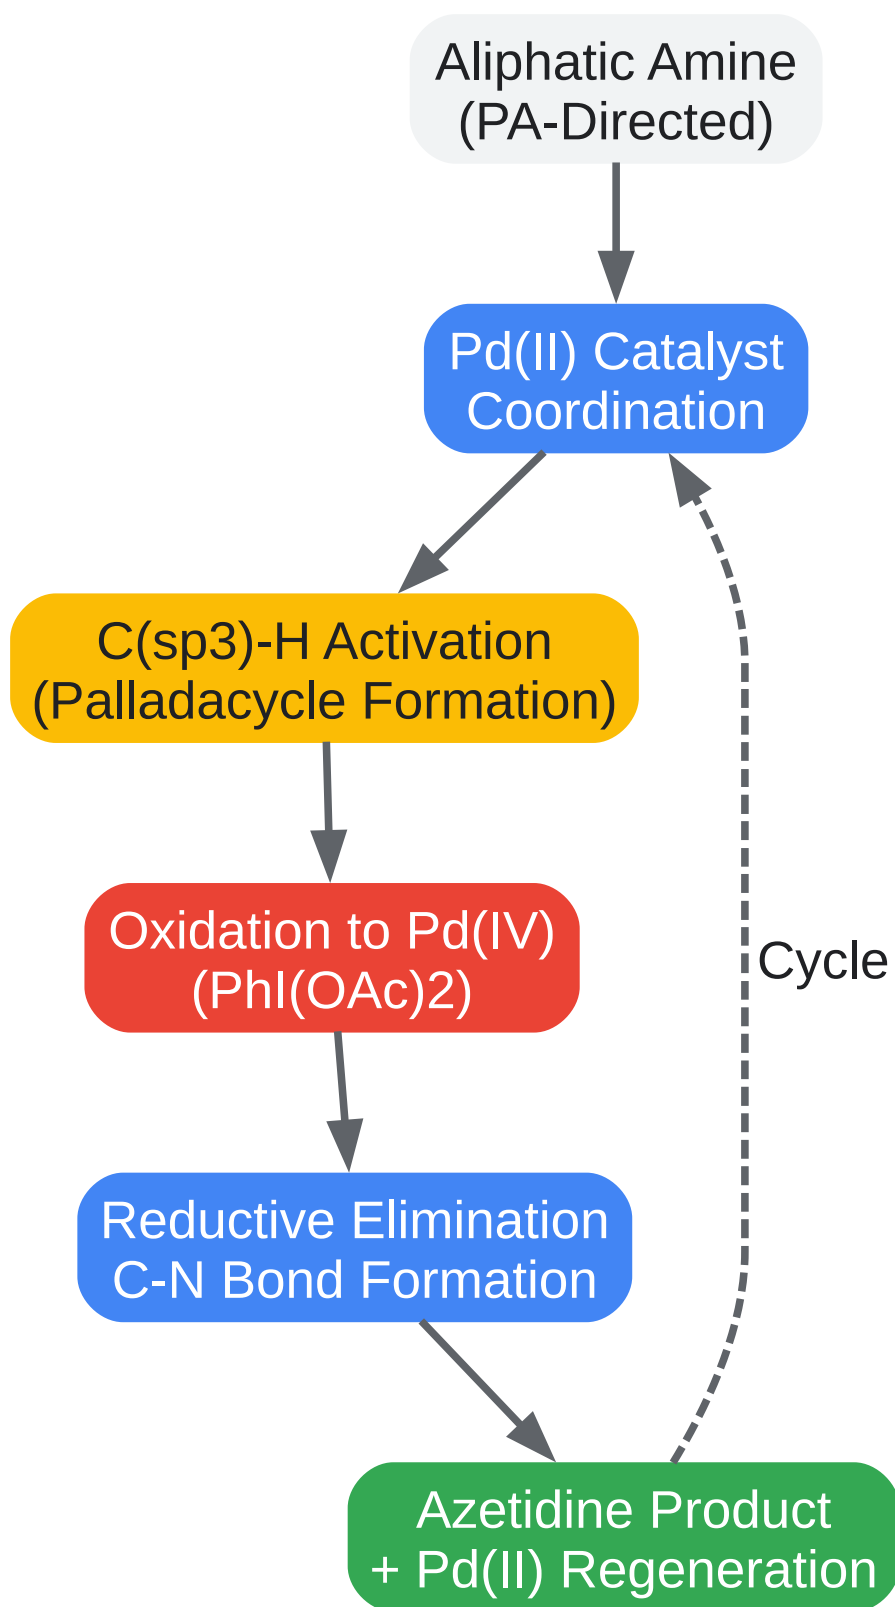 Aliphatic Amine
(PA-Directed)
Pd(II) Catalyst
Coordination
C(sp3)-H Activation
(Palladacycle Formation)
Oxidation to Pd(IV)
(PhI(OAc)2)
Cycle
Reductive Elimination
C-N Bond Formation
Azetidine Product
+ Pd(II) Regeneration